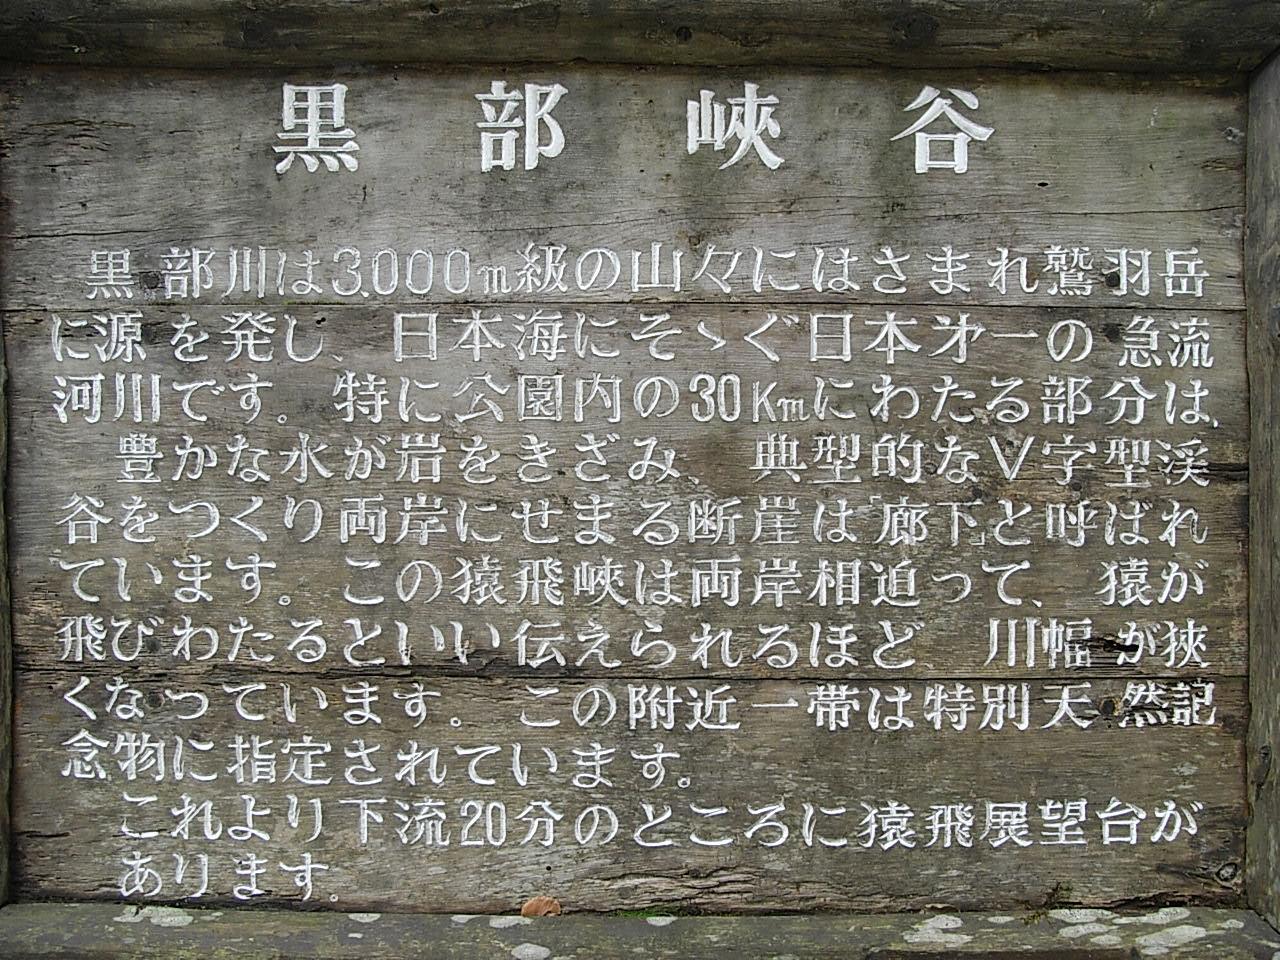 黒部峡谷
黒部川は3.000m級の山々にはさまれ鷲羽岳
に源を発し、日本海にそゝぐ日本才一の急流
河川です。特に公園内の30Kmにわたる部分は、
豊かな水が岩をきざみ、典型的なV字型渓
谷をつくり両岸にせまる断崖は「廊下」と呼ばれ
ています。この猿飛峡は両岸相迫って、猿が
飛びわたるといい伝えられるほど、川幅が狭
くなっています。この附近一帯は特別天然記
念物に指定されています。
これより下流20分のところに猿飛展望台が
あります。